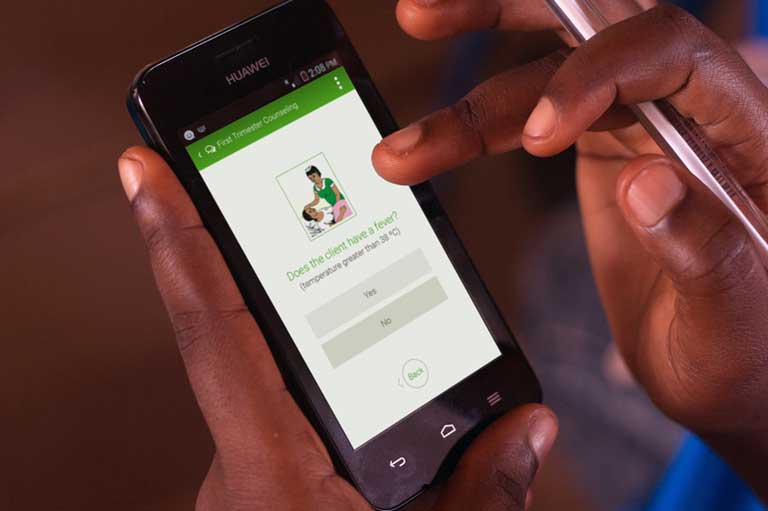 HUAWEI
2:08 PM
First Trimester Counseling
Does the client have a fever?
(temperature greater than 38 °C)
Yes
No
Back